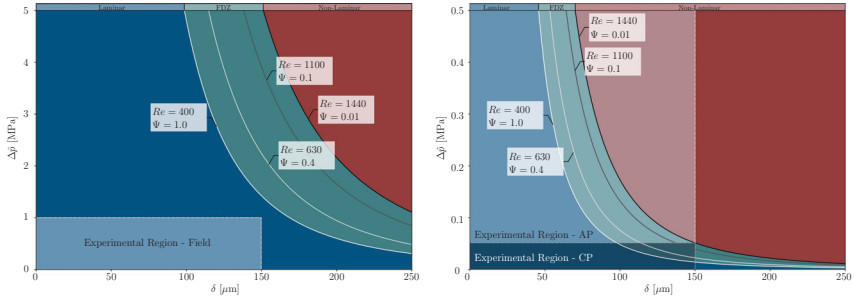 Laminar
FDZ
Non-Laminar
5
4
3
2
1
0
Δp̂ [MPa]
Re = 1100
Ψ = 0.1
Re = 1440
Ψ = 0.01
Re = 400
Ψ = 1.0
Re = 630
Ψ = 0.4
Experimental Region - Field
0
50
100
150
200
250
δ [μm]
Laminar
FDZ
Non-Laminar
0.5
0.4
0.3
0.2
0.1
0.05
0
Δp̂ [MPa]
Re = 1440
Ψ = 0.01
Re = 1100
Ψ = 0.1
Re = 400
Ψ = 1.0
Re = 630
Ψ = 0.4
Experimental Region - AP
Experimental Region - CP
0
50
100
150
200
250
δ [μm]